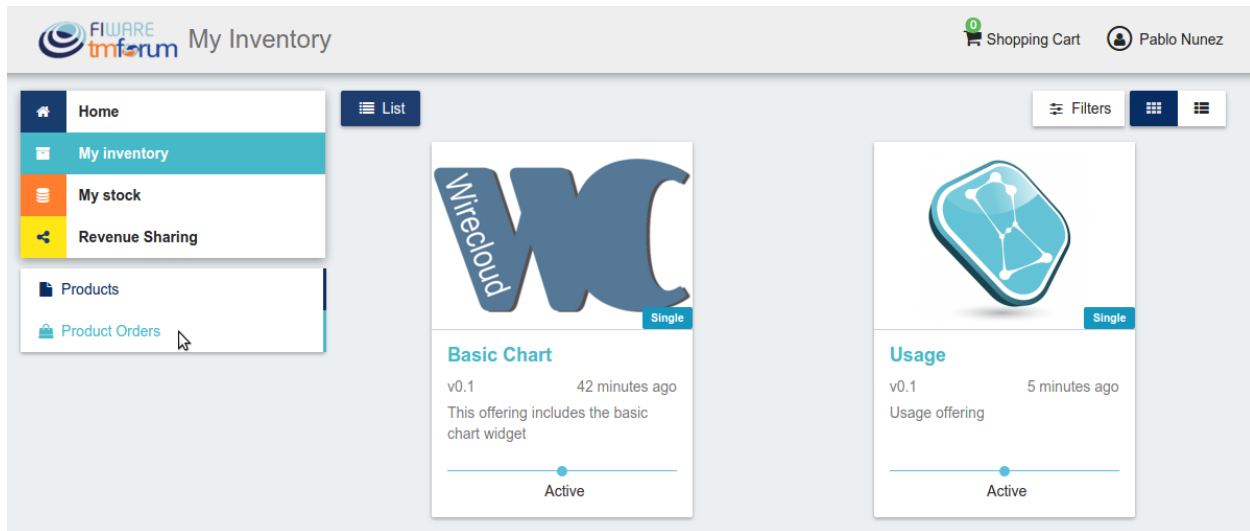 FIWARE
tmforum
My Inventory
0
Shopping Cart
Pablo Nunez
Home
My inventory
My stock
Revenue Sharing
Products
Product Orders
List
Filters
Wirecloud
WC
Single
Basic Chart
v0.1 42 minutes ago
This offering includes the basic
chart widget
Active
Single
Usage
v0.1 5 minutes ago
Usage offering
Active